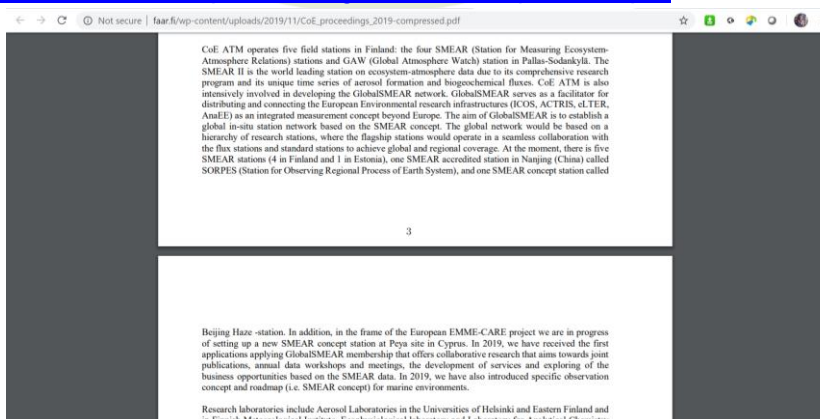 Not secure | faar.fi/wp-content/uploads/2019/11/CoE_proceedings_2019-compressed.pdf
CoE ATM operates five field stations in Finland: the four SMEAR (Station for Measuring Ecosystem-
Atmosphere Relations) stations and GAW (Global Atmosphere Watch) station in Pallas-Sodankylä. The
SMEAR II is the world leading station on ecosystem-atmosphere data due to its comprehensive research
program and its unique time series of aerosol formation and biogeochemical fluxes. CoE ATM is also
intensively involved in developing the GlobalSMEAR network. GlobalSMEAR serves as a facilitator for
distributing and connecting the European Environmental research infrastructures (ICOS, ACTRIS, eLTER,
AnaEE) as an integrated measurement concept beyond Europe. The aim of GlobalSMEAR is to establish a
global in-situ station network based on the SMEAR concept. The global network would be based on a
hierarchy of research stations, where the flagship stations would operate in a seamless collaboration with
the flux stations and standard stations to achieve global and regional coverage. At the moment, there is five
SMEAR stations (4 in Finland and 1 in Estonia), one SMEAR accredited station in Nanjing (China) called
SORPES (Station for Observing Regional Process of Earth System), and one SMEAR concept station called
3
Beijing Haze -station. In addition, in the frame of the European EMME-CARE project we are in progress
of setting up a new SMEAR concept station at Peya site in Cyprus. In 2019, we have received the first
applications applying GlobalSMEAR membership that offers collaborative research that aims towards joint
publications, annual data workshops and meetings, the development of services and exploring of the
business opportunities based on the SMEAR data. In 2019, we have also introduced specific observation
concept and roadmap (i.e. SMEAR concept) for marine environments.
Research laboratories include Aerosol Laboratories in the Universities of Helsinki and Eastern Finland and